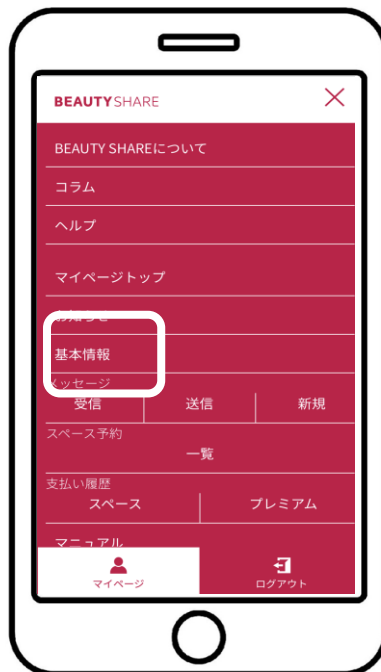 BEAUTY SHARE
BEAUTY SHAREについて
コラム
ヘルプ
マイページトップ
お知らせ
基本情報
メッセージ
受信 送信 新規
スペース予約
一覧
支払い履歴
スペース プレミアム
マニュアル
マイページ ログアウト